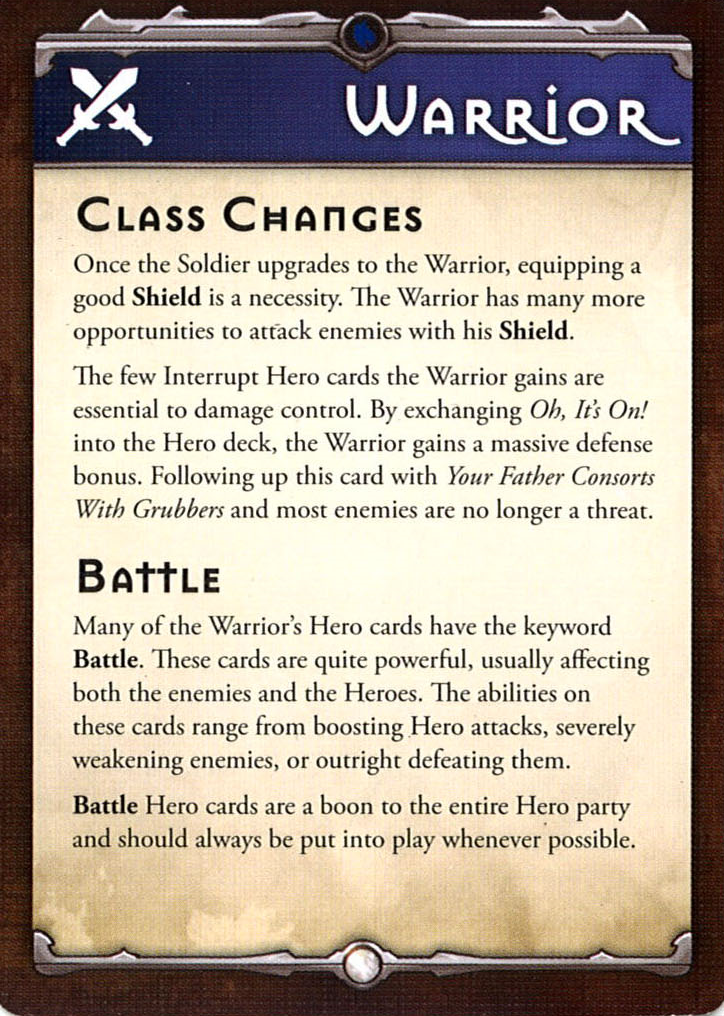 Warrior
Class Changes
Once the Soldier upgrades to the Warrior, equipping a
good Shield is a necessity. The Warrior has many more
opportunities to attack enemies with his Shield.
The few Interrupt Hero cards the Warrior gains are
essential to damage control. By exchanging Oh, It's On!
into the Hero deck, the Warrior gains a massive defense
bonus. Following up this card with Your Father Consorts
With Grubbers and most enemies are no longer a threat.
Battle
Many of the Warrior's Hero cards have the keyword
Battle. These cards are quite powerful, usually affecting
both the enemies and the Heroes. The abilities on
these cards range from boosting Hero attacks, severely
weakening enemies, or outright defeating them.
Battle Hero cards are a boon to the entire Hero party
and should always be put into play whenever possible.